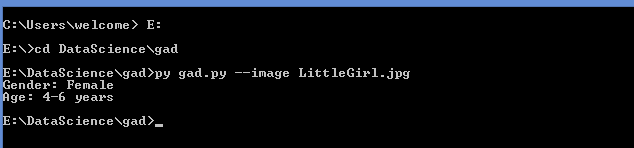 C:\Users\welcome> E:
E:\>cd DataScience\gad
E:\DataScience\gad>py gad.py --image LittleGirl.jpg
Gender: Female
Age: 4-6 years
E:\DataScience\gad>_